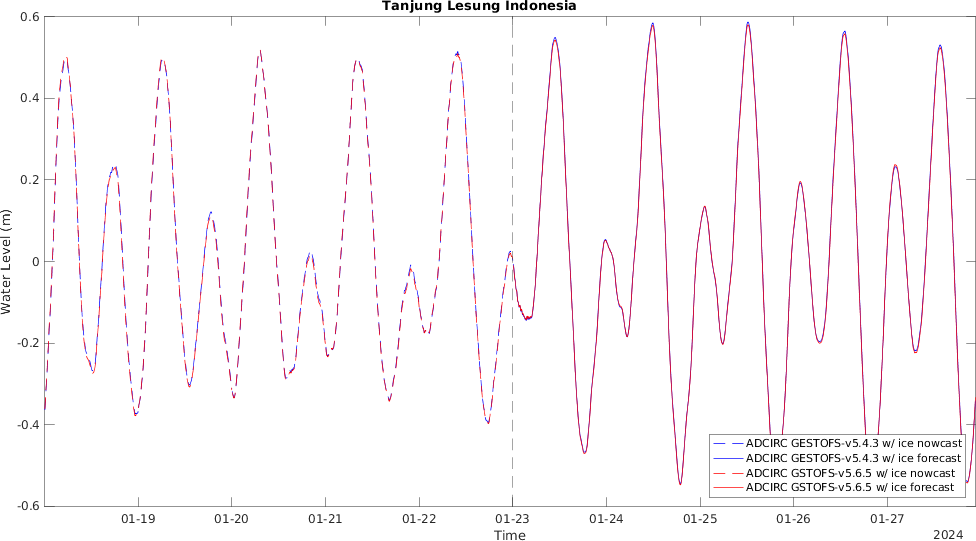 Tanjung Lesung Indonesia
0.6
0.4
0.2
0
-0.2
-0.4
-0.6
Water Level (m)
ADCIRC GESTOFS-v5.4.3 w/ ice nowcast
ADCIRC GESTOFS-v5.4.3 w/ ice forecast
ADCIRC GSTOFS-v5.6.5 w/ ice nowcast
ADCIRC GSTOFS-v5.6.5 w/ ice forecast
01-19 01-20 01-21 01-22 01-23 01-24 01-25 01-26 01-27
Time
2024